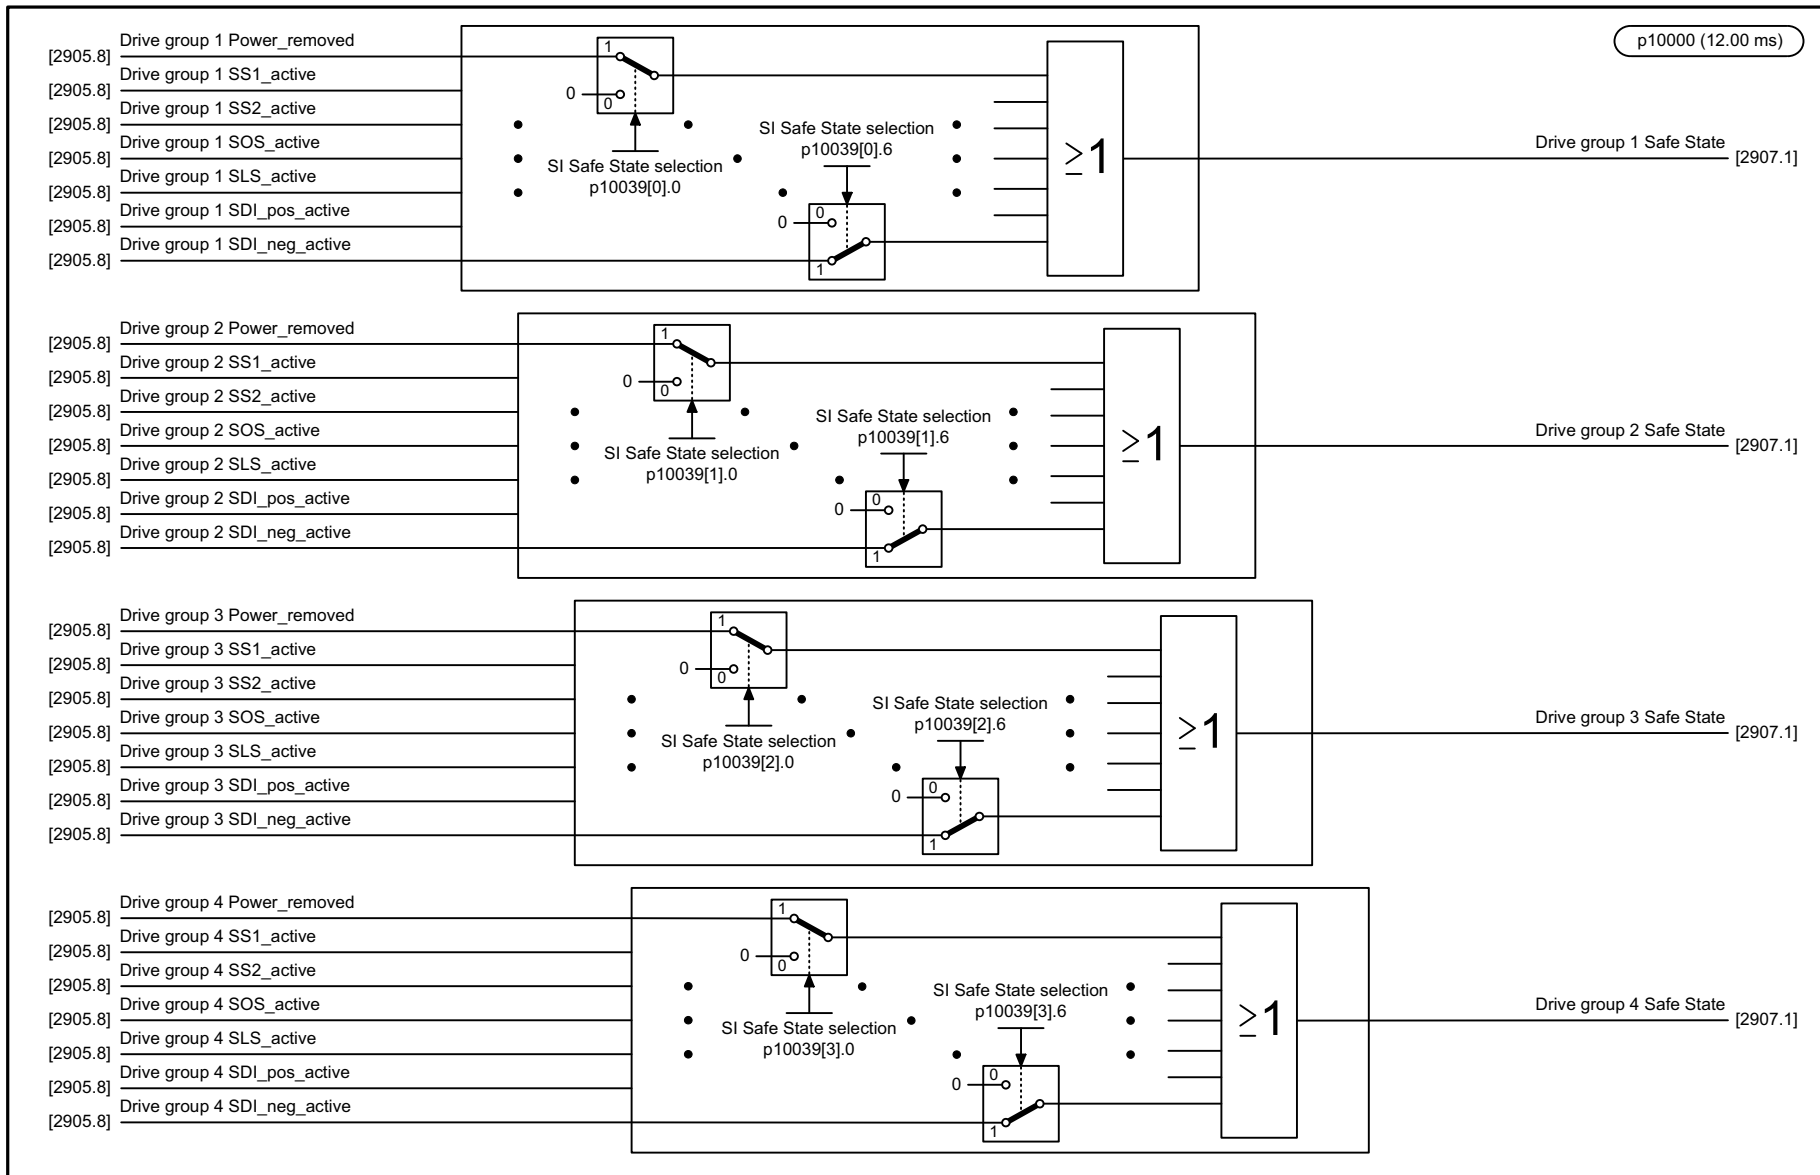 p10000 (12.00 ms)
Drive group 1 Power_removed
[2905.8]
Drive group 1 SS1_active
[2905.8]
Drive group 1 SS2_active
[2905.8]
Drive group 1 SOS_active
[2905.8]
Drive group 1 SLS_active
[2905.8]
Drive group 1 SDI_pos_active
[2905.8]
Drive group 1 SDI_neg_active
[2905.8]
1
0
0
SI Safe State selection
p10039[0].0
SI Safe State selection
p10039[0].6
0
0
1
≥1
Drive group 1 Safe State
[2907.1]
Drive group 2 Power_removed
[2905.8]
Drive group 2 SS1_active
[2905.8]
Drive group 2 SS2_active
[2905.8]
Drive group 2 SOS_active
[2905.8]
Drive group 2 SLS_active
[2905.8]
Drive group 2 SDI_pos_active
[2905.8]
Drive group 2 SDI_neg_active
[2905.8]
1
0
0
SI Safe State selection
p10039[1].0
SI Safe State selection
p10039[1].6
0
0
1
≥1
Drive group 2 Safe State
[2907.1]
Drive group 3 Power_removed
[2905.8]
Drive group 3 SS1_active
[2905.8]
Drive group 3 SS2_active
[2905.8]
Drive group 3 SOS_active
[2905.8]
Drive group 3 SLS_active
[2905.8]
Drive group 3 SDI_pos_active
[2905.8]
Drive group 3 SDI_neg_active
[2905.8]
1
0
0
SI Safe State selection
p10039[2].0
SI Safe State selection
p10039[2].6
0
0
1
≥1
Drive group 3 Safe State
[2907.1]
Drive group 4 Power_removed
[2905.8]
Drive group 4 SS1_active
[2905.8]
Drive group 4 SS2_active
[2905.8]
Drive group 4 SOS_active
[2905.8]
Drive group 4 SLS_active
[2905.8]
Drive group 4 SDI_pos_active
[2905.8]
Drive group 4 SDI_neg_active
[2905.8]
1
0
0
SI Safe State selection
p10039[3].0
SI Safe State selection
p10039[3].6
0
0
1
≥1
Drive group 4 Safe State
[2907.1]